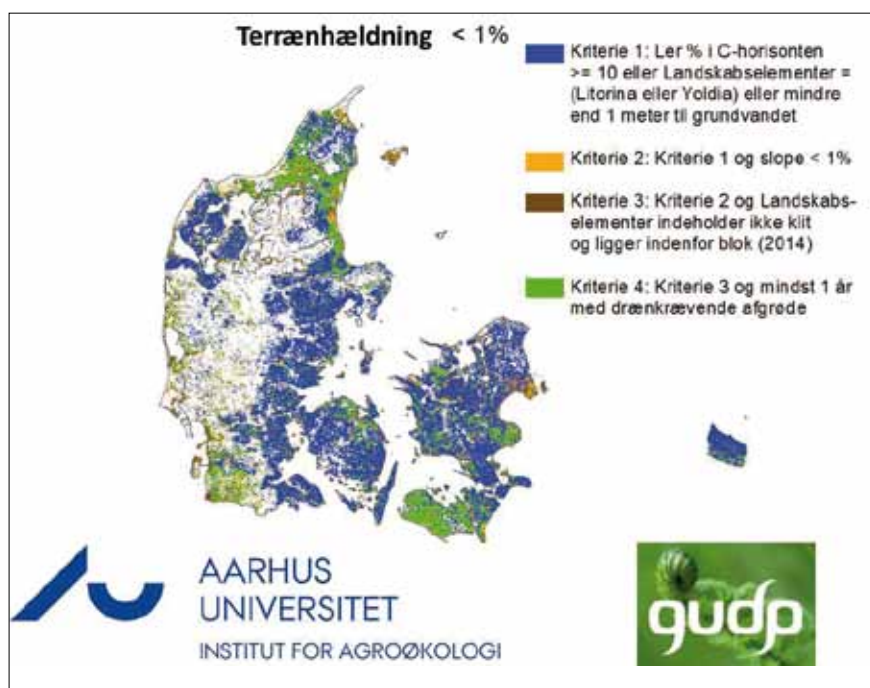 Terrænhældning < 1%
Kriterie 1: Ler % i C-horisonten
>= 10 eller Landskabselementer =
(Litorina eller Yoldia) eller mindre
end 1 meter til grundvandet
Kriterie 2: Kriterie 1 og slope < 1%
Kriterie 3: Kriterie 2 og Landskabs-
elementer indeholder ikke klit
og ligger indenfor blok (2014)
Kriterie 4: Kriterie 3 og mindst 1 år
med drænkrævende afgrøde
AARHUS
UNIVERSITET
INSTITUT FOR AGROØKOLOGI
gudp